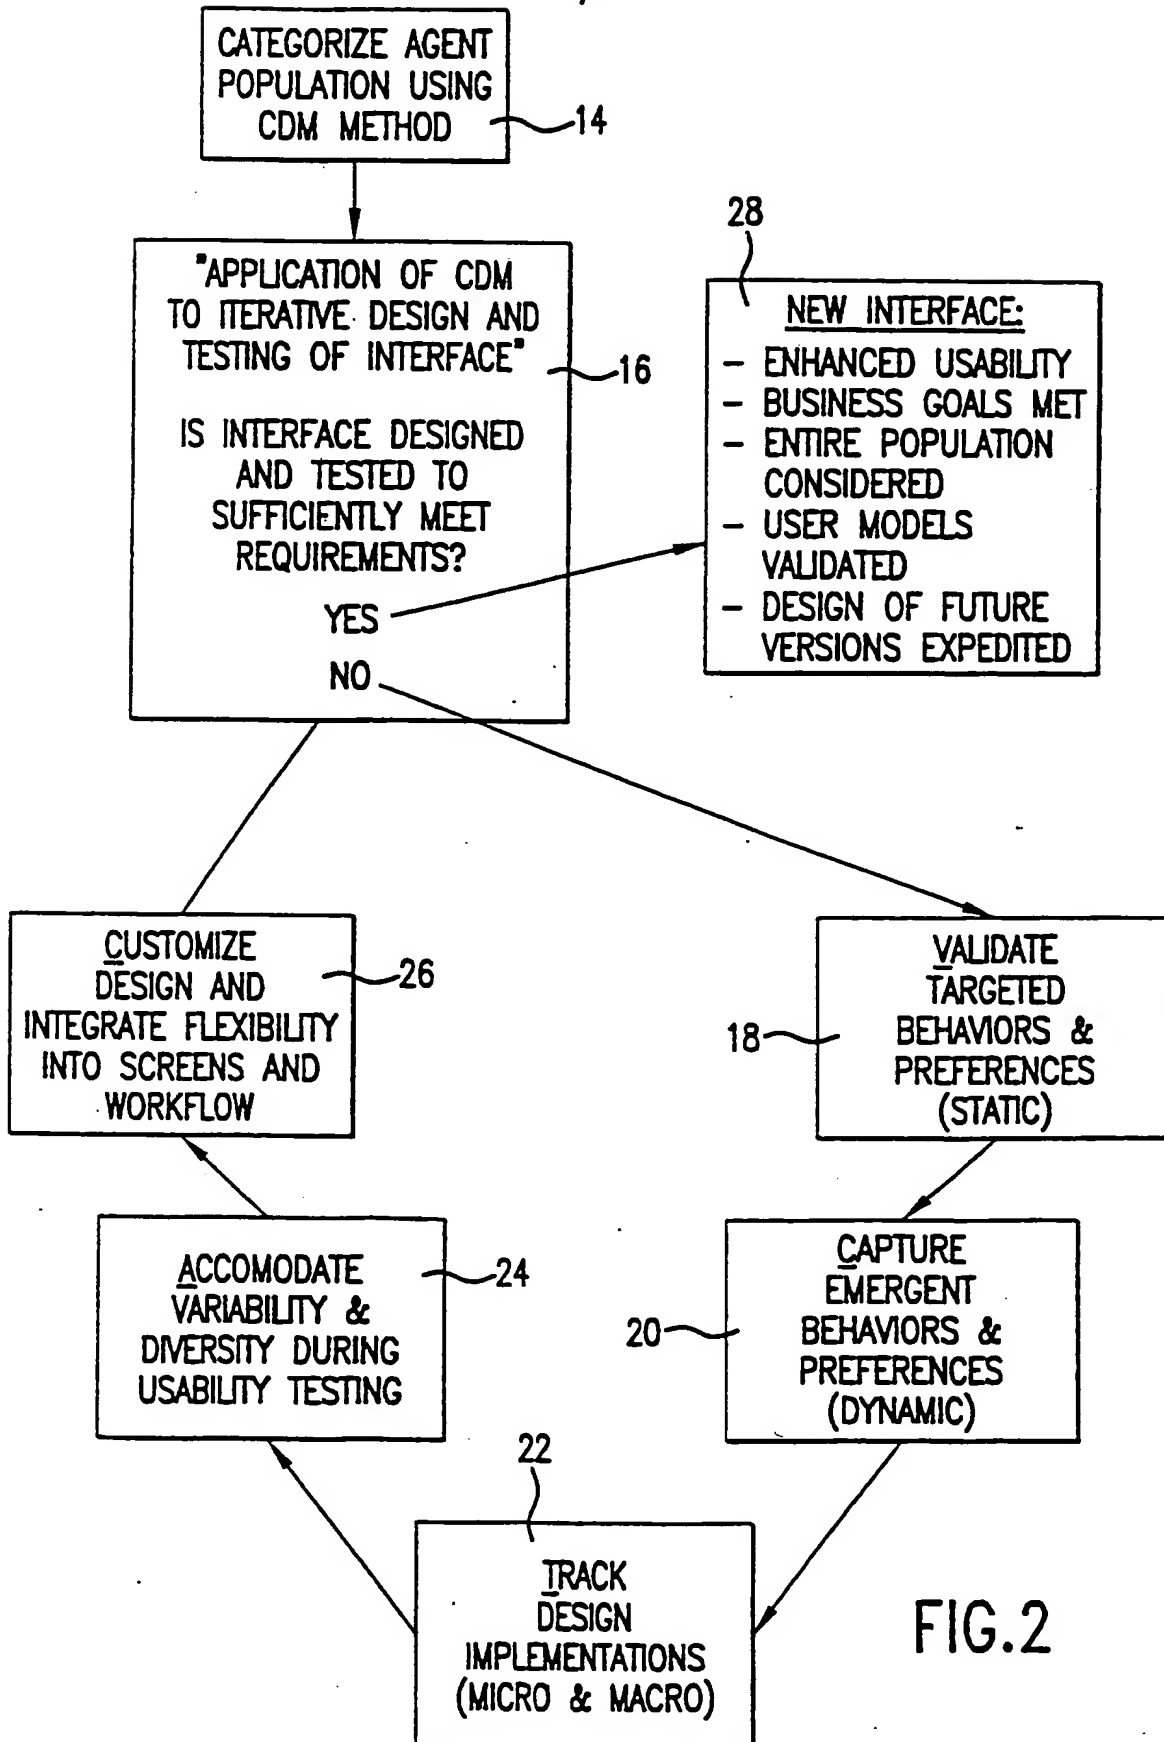 CATEGORIZE AGENT
POPULATION USING
CDM METHOD
14
"APPLICATION OF CDM
TO ITERATIVE DESIGN AND
TESTING OF INTERFACE"
16
IS INTERFACE DESIGNED
AND TESTED TO
SUFFICIENTLY MEET
REQUIREMENTS?
YES
NO
28
NEW INTERFACE:
– ENHANCED USABILITY
– BUSINESS GOALS MET
– ENTIRE POPULATION
CONSIDERED
– USER MODELS
VALIDATED
– DESIGN OF FUTURE
VERSIONS EXPEDITED
CUSTOMIZE
DESIGN AND
INTEGRATE FLEXIBILITY
INTO SCREENS AND
WORKFLOW
26
VALIDATE
TARGETED
BEHAVIORS &
PREFERENCES
(STATIC)
18
ACCOMODATE
VARIABILITY &
DIVERSITY DURING
USABILITY TESTING
24
CAPTURE
EMERGENT
BEHAVIORS &
PREFERENCES
(DYNAMIC)
20
22
TRACK
DESIGN
IMPLEMENTATIONS
(MICRO & MACRO)
FIG.2